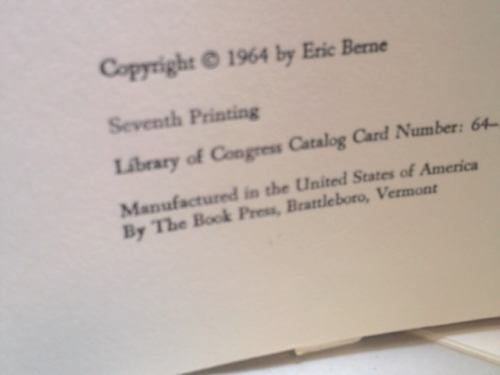 Copyright © 1964 by Eric Berne
Seventh Printing
Library of Congress Catalog Card Number: 64–
Manufactured in the United States of America
By The Book Press, Brattleboro, Vermont